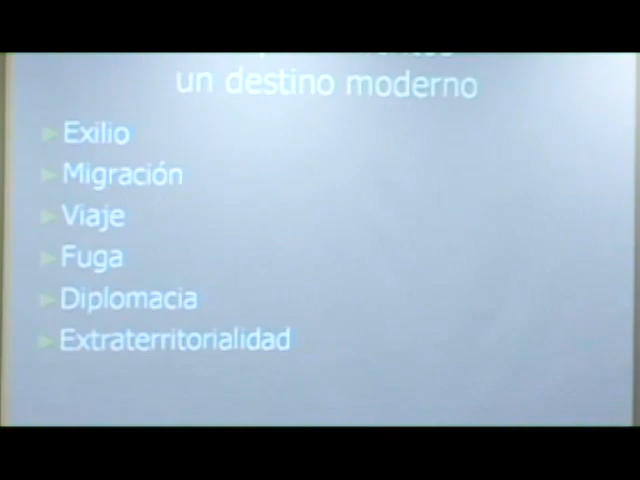 un destino moderno
Exilio
Migración
Viaje
Fuga
Diplomacia
Extraterritorialidad